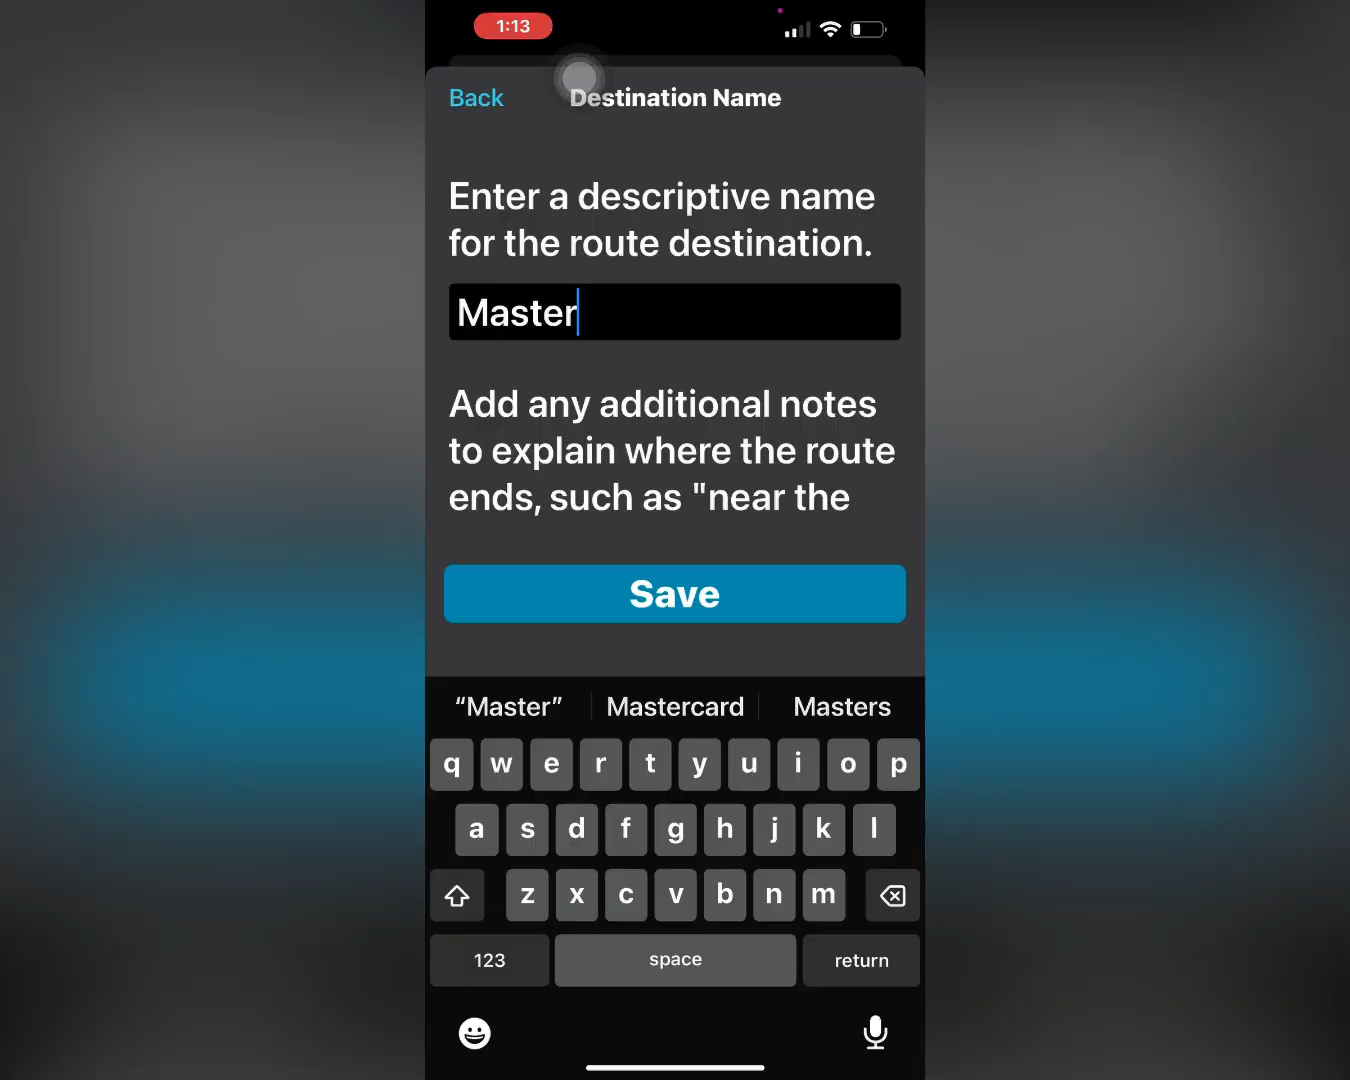 1:13
Back
Destination Name
Enter a descriptive name
for the route destination.
Master
Add any additional notes
to explain where the route
ends, such as "near the
Save
“Master” Mastercard Masters
q w e r t y u i o p
a s d f g h j k l
z x c v b n m
123 space return